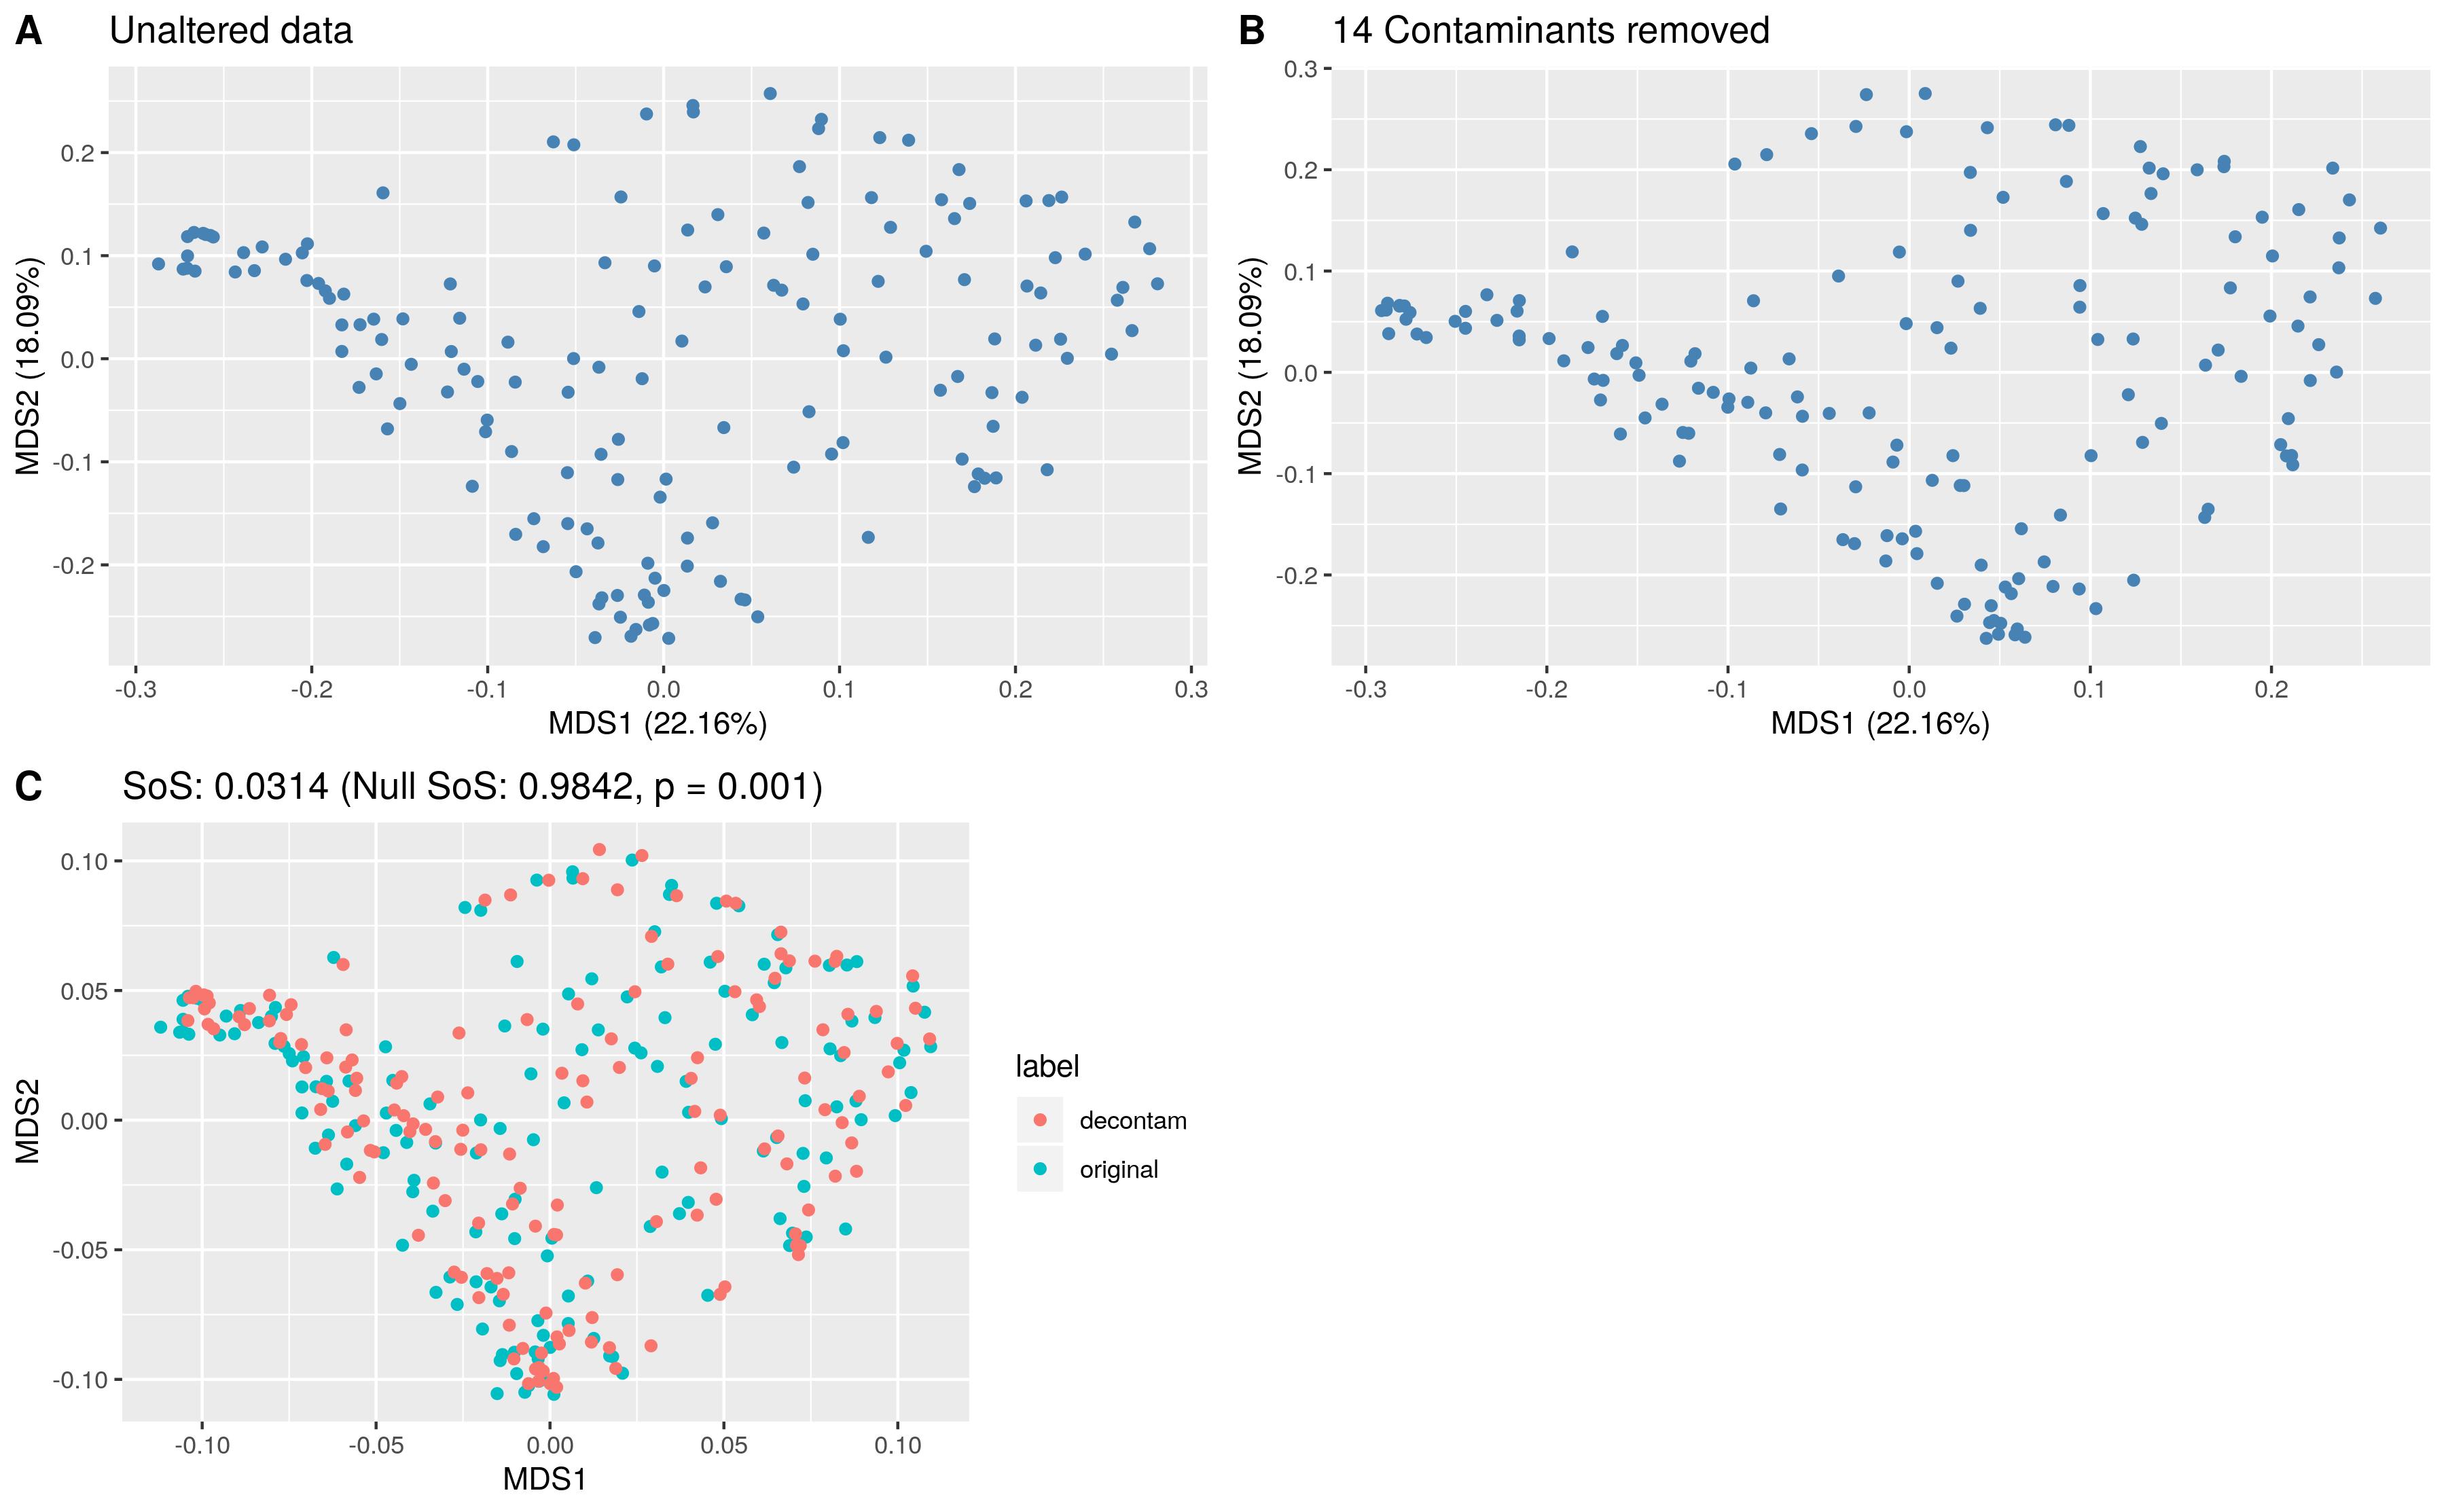 A Unaltered data
0.2
0.1
0.0
-0.1
-0.2
MDS2 (18.09%)
-0.3 -0.2 -0.1 0.0 0.1 0.2 0.3
MDS1 (22.16%)
B 14 Contaminants removed
0.3
0.2
0.1
0.0
-0.1
-0.2
MDS2 (18.09%)
-0.3 -0.2 -0.1 0.0 0.1 0.2
MDS1 (22.16%)
C SoS: 0.0314 (Null SoS: 0.9842, p = 0.001)
0.10
0.05
0.00
-0.05
-0.10
MDS2
-0.10 -0.05 0.00 0.05 0.10
MDS1
label
decontam
original